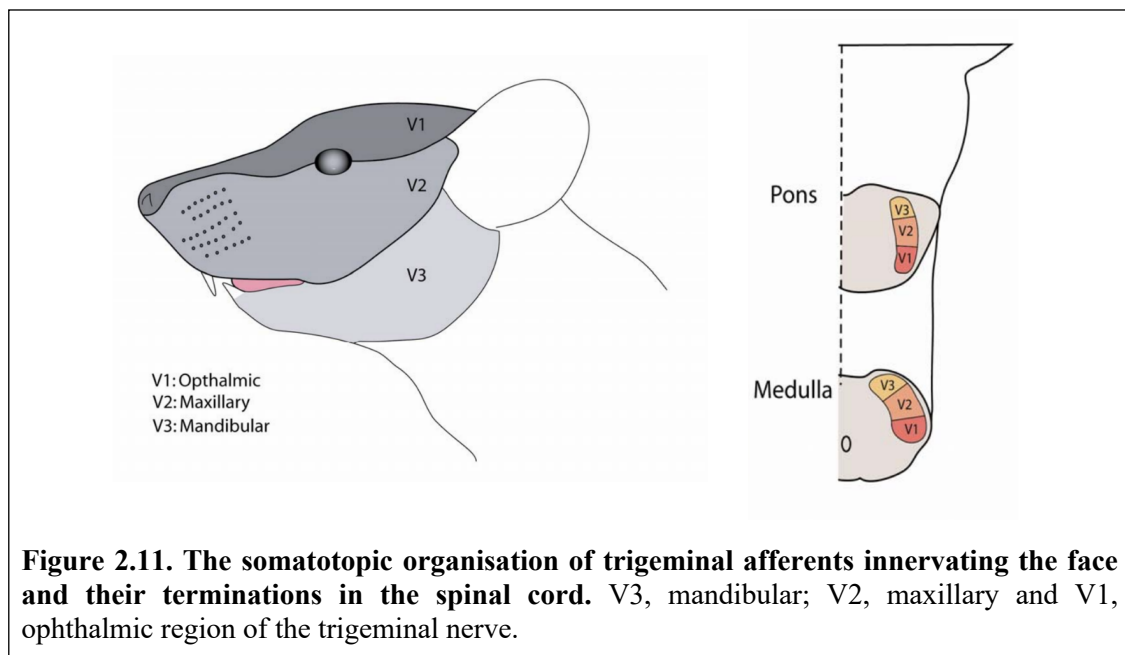 V1
V2
V3
V1: Opthalmic
V2: Maxillary
V3: Mandibular
Pons
V3
V2
V1
Medulla
V3
V2
V1
Figure 2.11. The somatotopic organisation of trigeminal afferents innervating the face
and their terminations in the spinal cord. V3, mandibular; V2, maxillary and V1,
ophthalmic region of the trigeminal nerve.